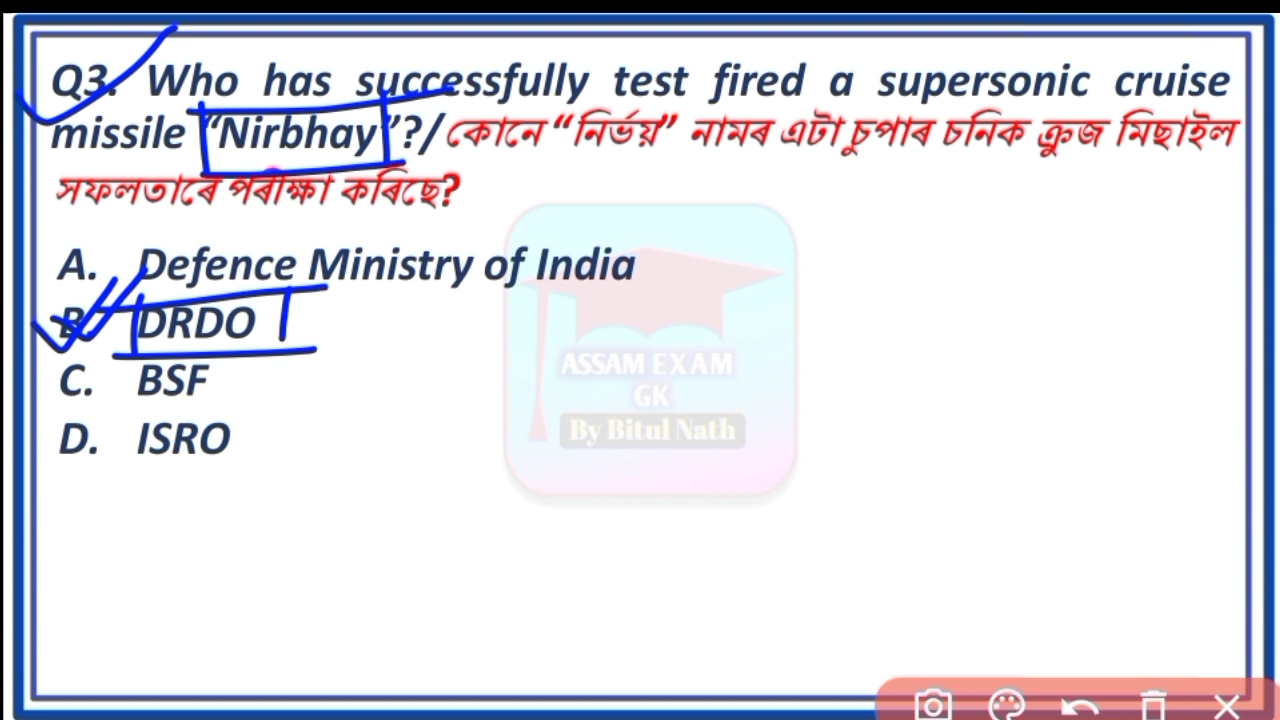 Q3. Who has successfully test fired a supersonic cruise
missile “Nirbhay”?/কোনে “নিৰ্ভয়” নামৰ এটা চুপাৰ চনিক ক্ৰুজ মিছাইল
সফলতাৰে পৰীক্ষা কৰিছে?
A. Defence Ministry of India
B. DRDO
C. BSF
D. ISRO
ASSAM EXAM
GK
By Bitul Nath